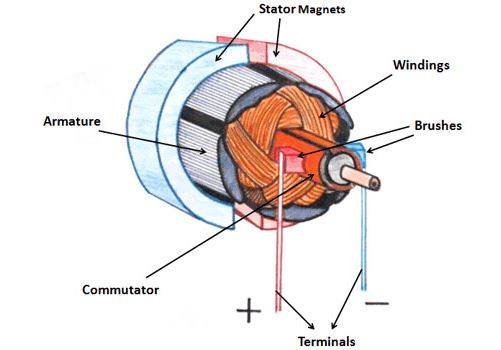 Stator Magnets
Windings
Armature
Brushes
Commutator
+
−
Terminals